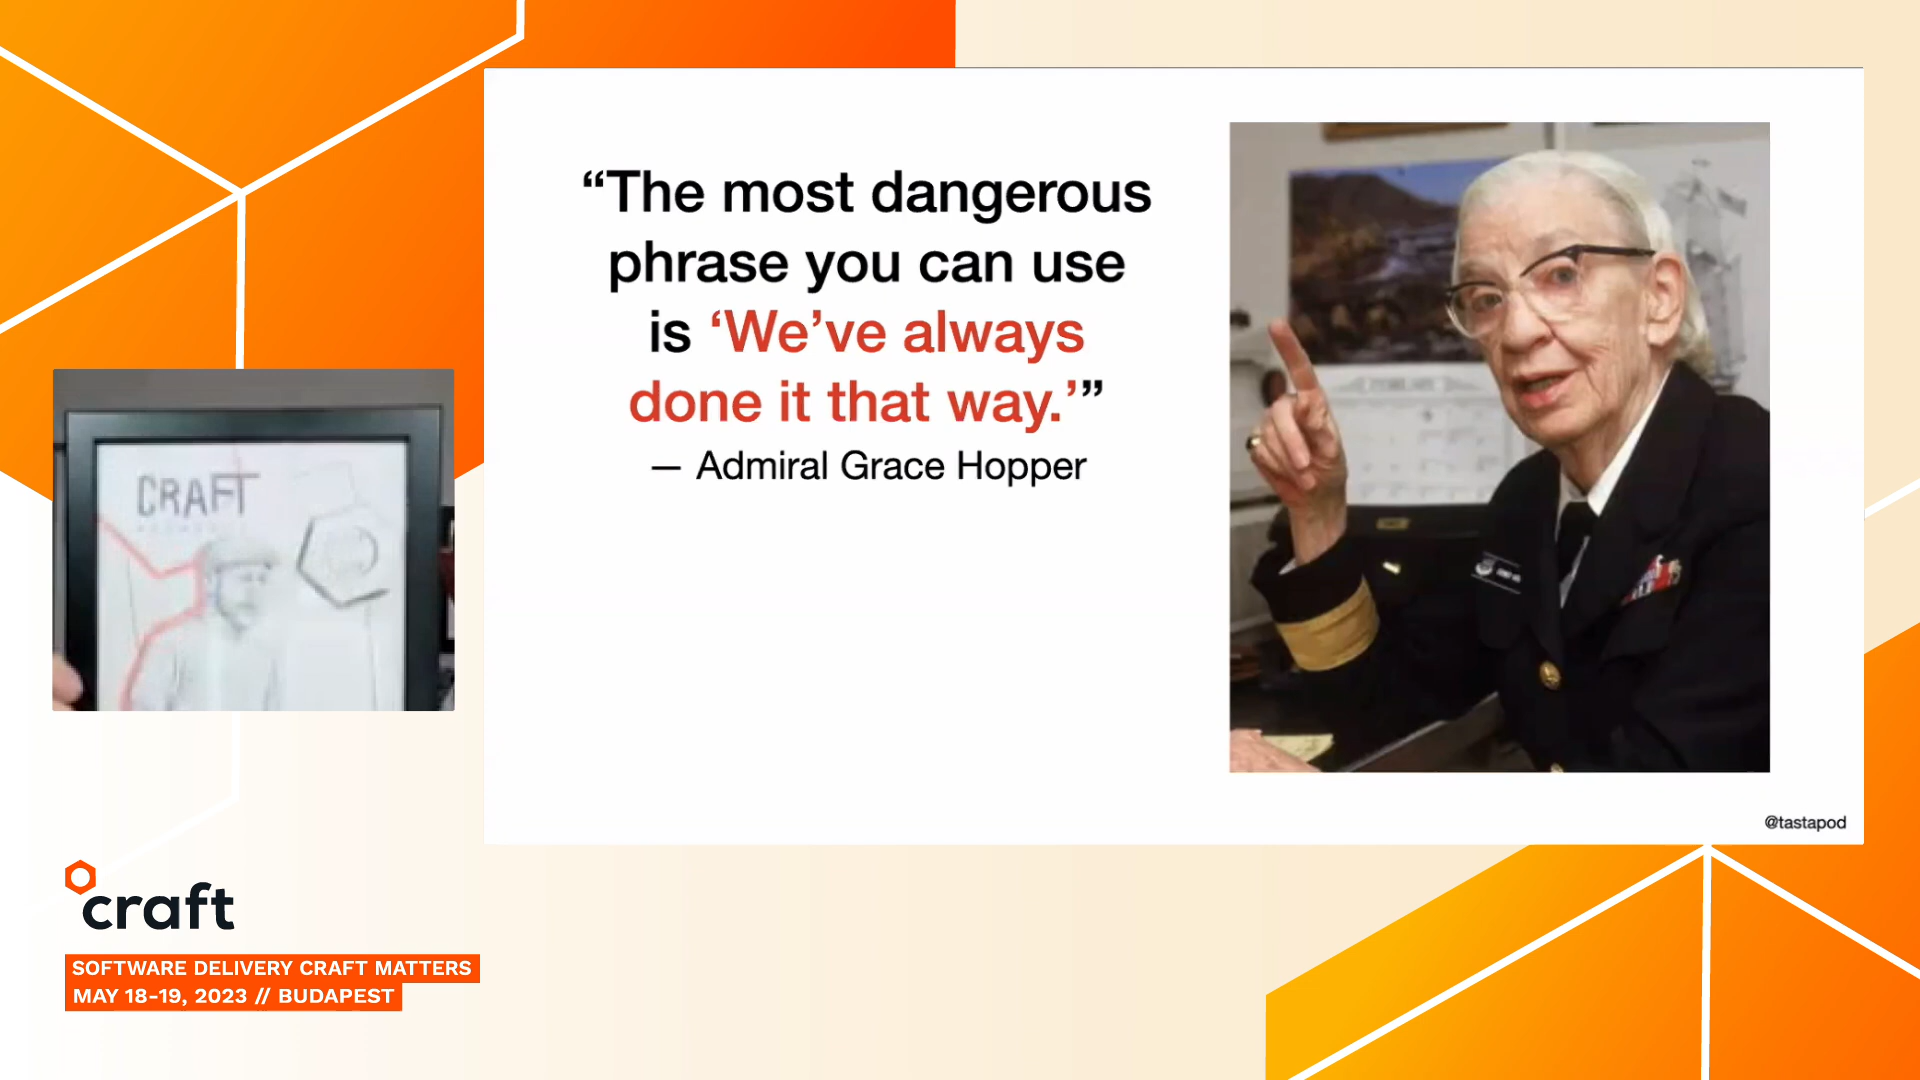 “The most dangerous
phrase you can use
is ‘We’ve always
done it that way.’”
— Admiral Grace Hopper
@tastapod
CRAFT
craft
SOFTWARE DELIVERY CRAFT MATTERS
MAY 18-19, 2023 // BUDAPEST